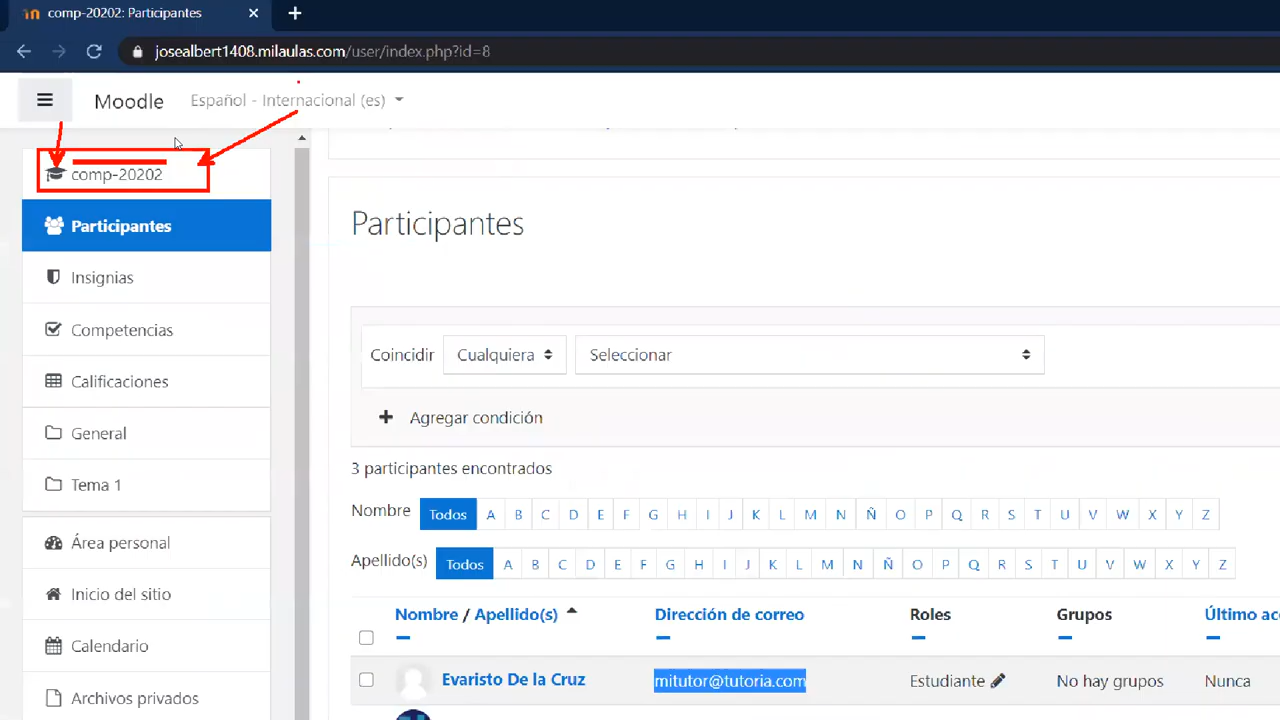 comp-20202: Participantes
josealbert1408.milaulas.com/user/index.php?id=8
Moodle Español - Internacional (es)
comp-20202
Participantes
Insignias
Competencias
Calificaciones
General
Tema 1
Área personal
Inicio del sitio
Calendario
Archivos privados
Participantes
Coincidir Cualquiera Seleccionar
Agregar condición
3 participantes encontrados
Nombre Todos A B C D E F G H I J K L M N Ñ O P Q R S T U V W X Y Z
Apellido(s) Todos A B C D E F G H I J K L M N Ñ O P Q R S T U V W X Y Z
Nombre / Apellido(s) Dirección de correo Roles Grupos Último
Evaristo De la Cruz mitutor@tutoria.com Estudiante No hay grupos Nunca